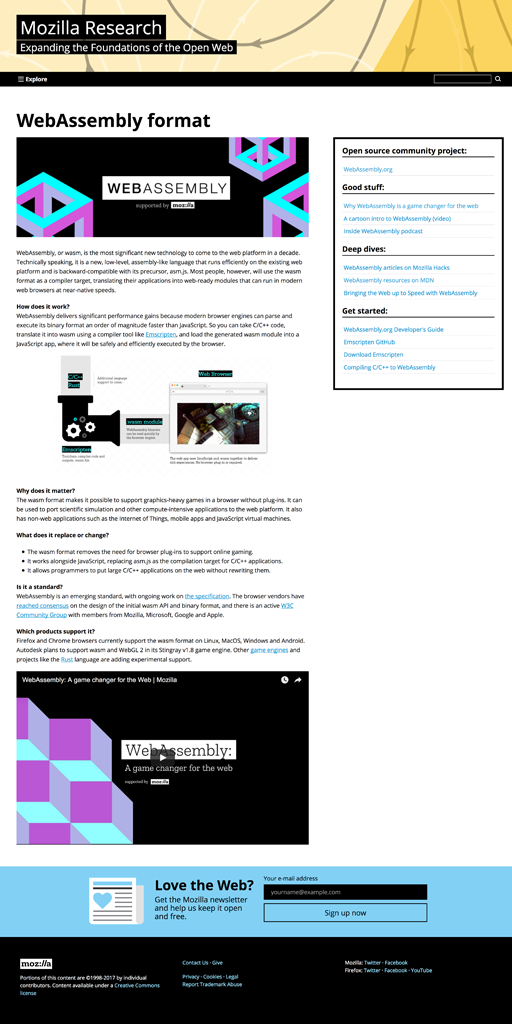 Mozilla Research
Expanding the Foundations of the Open Web
Explore
WebAssembly format
WEBASSEMBLY
supported by moz://a
WebAssembly, or wasm, is the most significant new technology to come to the web platform in a decade.
Technically speaking, it is a new, low-level, assembly-like language that runs efficiently on the existing web
platform and is backward-compatible with its precursor, asm.js. Most people, however, will use the wasm
format as a compiler target, translating their applications into web-ready modules that can run in modern
web browsers at near-native speeds.
How does it work?
WebAssembly delivers significant performance gains because modern browser engines can parse and
execute its binary format an order of magnitude faster than JavaScript. So you can take C/C++ code,
translate it into wasm using a compiler tool like Emscripten, and load the generated wasm module into a
JavaScript app, where it will be safely and efficiently executed by the browser.
C/C++
Rust
Additional language
support to come.
Web Browser
wasm module
WebAssembly binaries
can be read quickly by
the browser engine.
Emscripten
Toolchain compiles code and
outputs .wasm file.
The web app uses JavaScript and wasm together to deliver
rich experiences. No browser plug-in is required.
Why does it matter?
The wasm format makes it possible to support graphics-heavy games in a browser without plug-ins. It can
be used to port scientific simulation and other compute-intensive applications to the web platform. It also
has non-web applications such as the Internet of Things, mobile apps and JavaScript virtual machines.
What does it replace or change?
The wasm format removes the need for browser plug-ins to support online gaming.
It works alongside JavaScript, replacing asm.js as the compilation target for C/C++ applications.
It allows programmers to put large C/C++ applications on the web without rewriting them.
Is it a standard?
WebAssembly is an emerging standard, with ongoing work on the specification. The browser vendors have
reached consensus on the design of the initial wasm API and binary format, and there is an active W3C
Community Group with members from Mozilla, Microsoft, Google and Apple.
Which products support it?
Firefox and Chrome browsers currently support the wasm format on Linux, MacOS, Windows and Android.
Autodesk plans to support wasm and WebGL 2 in its Stingray v1.8 game engine. Other game engines and
projects like the Rust language are adding experimental support.
WebAssembly: A game changer for the Web | Mozilla
WebAssembly:
A game changer for the web
supported by moz://a
Open source community project:
WebAssembly.org
Good stuff:
Why WebAssembly is a game changer for the web
A cartoon intro to WebAssembly (video)
Inside WebAssembly podcast
Deep dives:
WebAssembly articles on Mozilla Hacks
WebAssembly resources on MDN
Bringing the Web up to Speed with WebAssembly
Get started:
WebAssembly.org Developer's Guide
Emscripten GitHub
Download Emscripten
Compiling C/C++ to WebAssembly
Love the Web?
Get the Mozilla newsletter
and help us keep it open
and free.
Your e-mail address
yourname@example.com
Sign up now
moz://a
Portions of this content are ©1998-2017 by individual
contributors. Content available under a Creative Commons
license
Contact Us · Give
Privacy · Cookies · Legal
Report Trademark Abuse
Mozilla: Twitter · Facebook
Firefox: Twitter · Facebook · YouTube